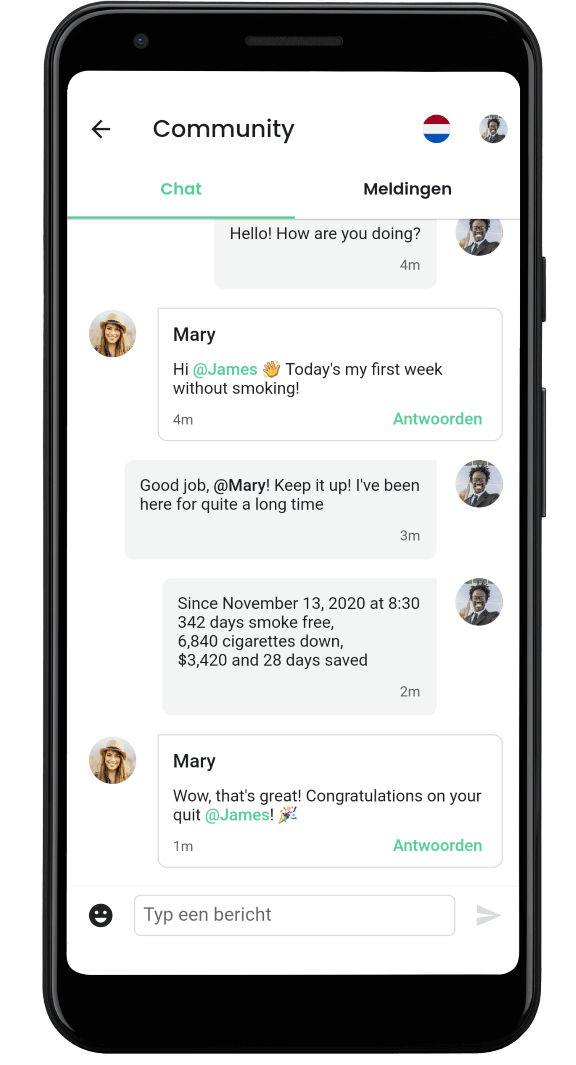 Community
Chat
Meldingen
Hello! How are you doing?
4m
Mary
Hi @James 👋 Today's my first week
without smoking!
4m
Antwoorden
Good job, @Mary! Keep it up! I've been
here for quite a long time
3m
Since November 13, 2020 at 8:30
342 days smoke free,
6,840 cigarettes down,
$3,420 and 28 days saved
2m
Mary
Wow, that's great! Congratulations on your
quit @James! 🎉
1m
Antwoorden
Typ een bericht